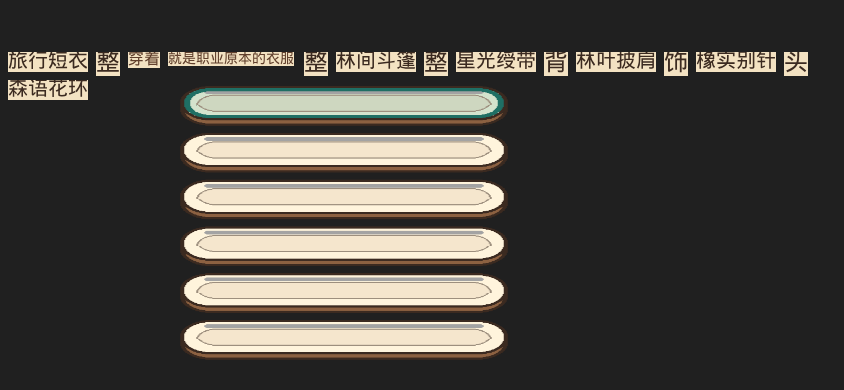 旅行短衣 整 穿着 就是职业原本的衣服 整 林间斗篷 整 星光绶带 背 林叶披肩 饰 橡实别针 头
森语花环